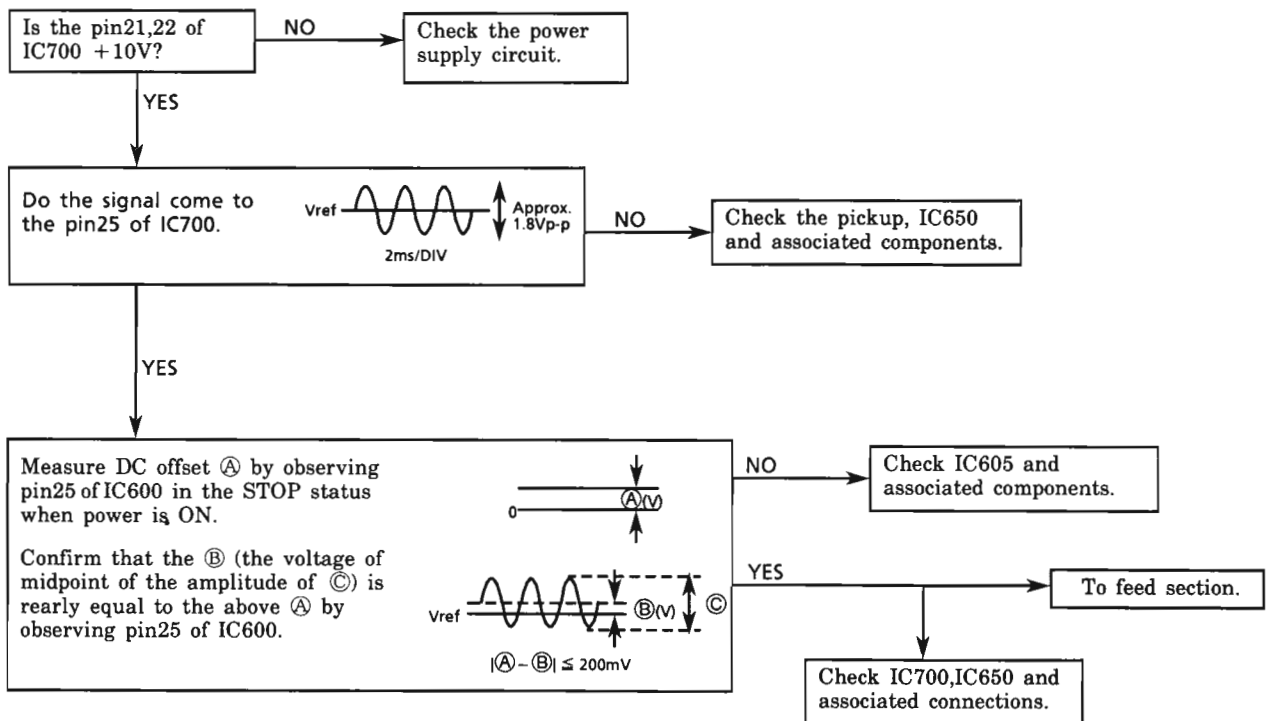 Is the pin21,22 of
IC700 +10V?
NO
Check the power
supply circuit.
YES
Do the signal come to
the pin25 of IC700.
Vref
Approx.
1.8Vp-p
2ms/DIV
NO
Check the pickup, IC650
and associated components.
YES
Measure DC offset Ⓐ by observing
pin25 of IC600 in the STOP status
when power is ON.
0
Ⓐ(V)
Confirm that the Ⓑ (the voltage of
midpoint of the amplitude of Ⓒ) is
rearly equal to the above Ⓐ by
observing pin25 of IC600.
Vref
Ⓑ(V)
Ⓒ
|Ⓐ – Ⓑ| ≤ 200mV
NO
Check IC605 and
associated components.
YES
To feed section.
Check IC700,IC650 and
associated connections.